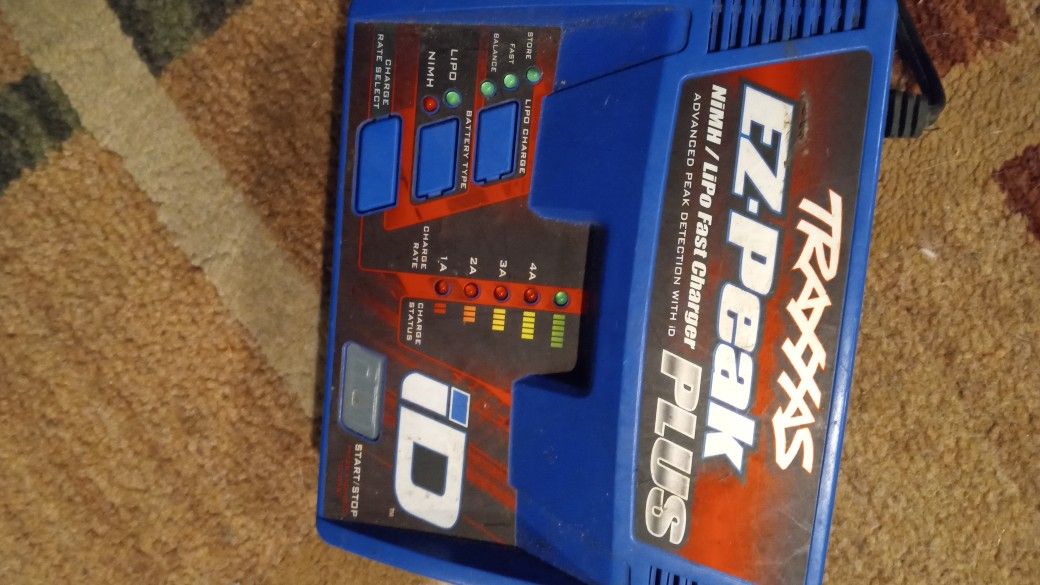 TRAXXAS
EZ-Peak
PLUS
NiMH / LiPo Fast Charger
ADVANCED PEAK DETECTION WITH iD
STORE
FAST
BALANCE
LIPO CHARGE
LIPO
NIMH
BATTERY TYPE
CHARGE
RATE SELECT
CHARGE
RATE
1A
2A
3A
4A
CHARGE
STATUS
iD™
START/STOP